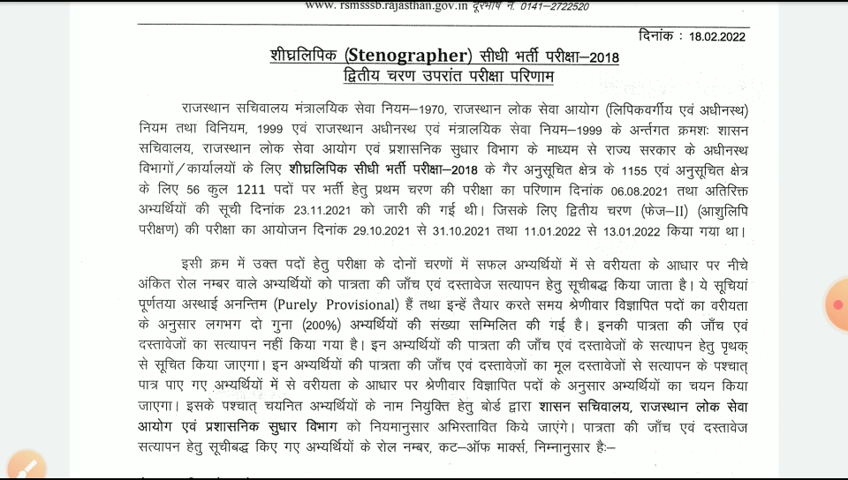 www.rsmsssb.rajasthan.gov.in दूरभाष नं. 0141-2722520
दिनांक : 18.02.2022
शीघ्रलिपिक (Stenographer) सीधी भर्ती परीक्षा-2018
द्वितीय चरण उपरांत परीक्षा परिणाम
राजस्थान सचिवालय मंत्रालयिक सेवा नियम-1970, राजस्थान लोक सेवा आयोग (लिपिकवर्गीय एवं अधीनस्थ)
नियम तथा विनियम, 1999 एवं राजस्थान अधीनस्थ एवं मंत्रालयिक सेवा नियम-1999 के अर्न्तगत क्रमशः शासन
सचिवालय, राजस्थान लोक सेवा आयोग एवं प्रशासनिक सुधार विभाग के माध्यम से राज्य सरकार के अधीनस्थ
विभागों/कार्यालयों के लिए शीघ्रलिपिक सीधी भर्ती परीक्षा-2018 के गैर अनुसूचित क्षेत्र के 1155 एवं अनुसूचित क्षेत्र
के लिए 56 कुल 1211 पदों पर भर्ती हेतु प्रथम चरण की परीक्षा का परिणाम दिनांक 06.08.2021 तथा अतिरिक्त
अभ्यर्थियों की सूची दिनांक 23.11.2021 को जारी की गई थी। जिसके लिए द्वितीय चरण (फेज-II) (आशुलिपि
परीक्षण) की परीक्षा का आयोजन दिनांक 29.10.2021 से 31.10.2021 तथा 11.01.2022 से 13.01.2022 किया गया था।
इसी क्रम में उक्त पदों हेतु परीक्षा के दोनों चरणों में सफल अभ्यर्थियों में से वरीयता के आधार पर नीचे
अंकित रोल नम्बर वाले अभ्यर्थियों को पात्रता की जाँच एवं दस्तावेज सत्यापन हेतु सूचीबद्ध किया जाता है। ये सूचियां
पूर्णतया अस्थाई अनन्तिम (Purely Provisional) हैं तथा इन्हें तैयार करते समय श्रेणीवार विज्ञापित पदों का वरीयता
के अनुसार लगभग दो गुना (200%) अभ्यर्थियों की संख्या सम्मिलित की गई है। इनकी पात्रता की जाँच एवं
दस्तावेजों का सत्यापन नहीं किया गया है। इन अभ्यर्थियों की पात्रता की जाँच एवं दस्तावेजों के सत्यापन हेतु पृथक
से सूचित किया जाएगा। इन अभ्यर्थियों की पात्रता की जाँच एवं दस्तावेजों का मूल दस्तावेजों से सत्यापन के पश्चात्
पात्र पाए गए अभ्यर्थियों में से वरीयता के आधार पर श्रेणीवार विज्ञापित पदों के अनुसार अभ्यर्थियों का चयन किया
जाएगा। इसके पश्चात् चयनित अभ्यर्थियों के नाम नियुक्ति हेतु बोर्ड द्वारा शासन सचिवालय, राजस्थान लोक सेवा
आयोग एवं प्रशासनिक सुधार विभाग को नियमानुसार अभिस्तावित किये जाएंगे। पात्रता की जाँच एवं दस्तावेज
सत्यापन हेतु सूचीबद्ध किए गए अभ्यर्थियों के रोल नम्बर, कट-ऑफ मार्क्स, निम्नानुसार हैः-